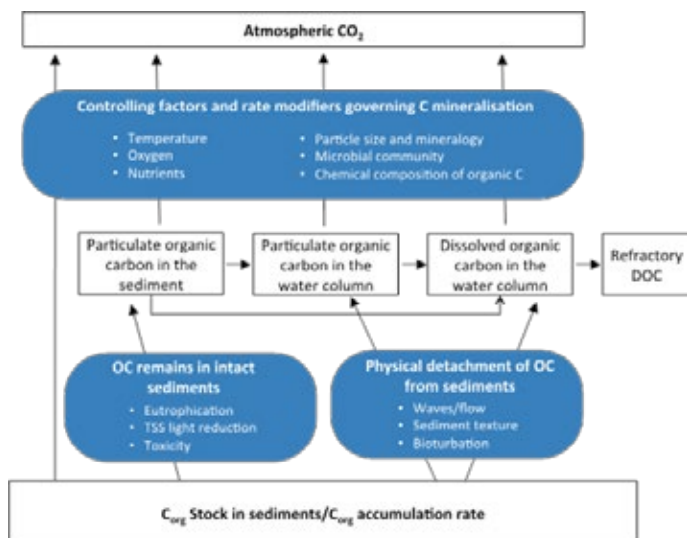 Atmospheric CO₂
Controlling factors and rate modifiers governing C mineralisation
• Temperature
• Oxygen
• Nutrients
• Particle size and mineralogy
• Microbial community
• Chemical composition of organic C
Particulate organic
carbon in the
sediment
Particulate organic
carbon in the
water column
Dissolved organic
carbon in the
water column
Refractory
DOC
OC remains in intact
sediments
• Eutrophication
• TSS light reduction
• Toxicity
Physical detachment of OC
from sediments
• Waves/flow
• Sediment texture
• Bioturbation
Corg Stock in sediments/Corg accumulation rate